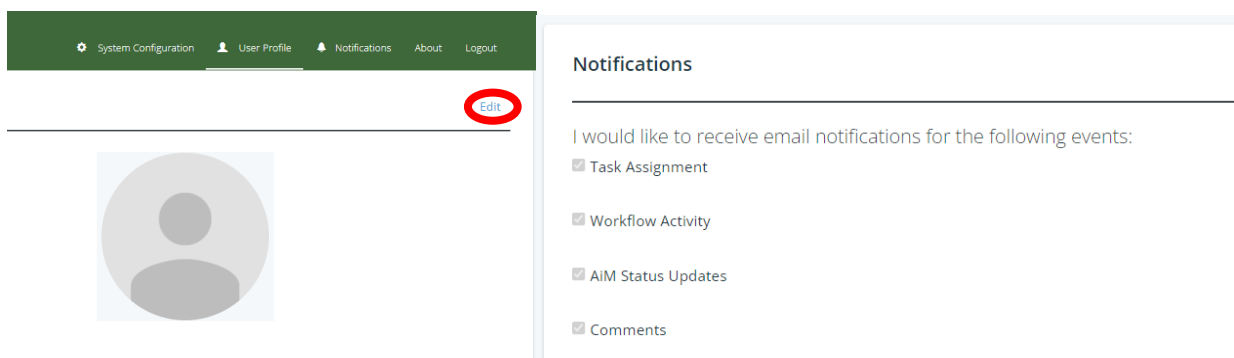 System Configuration User Profile Notifications About Logout
Edit
Notifications
I would like to receive email notifications for the following events:
Task Assignment
Workflow Activity
AiM Status Updates
Comments